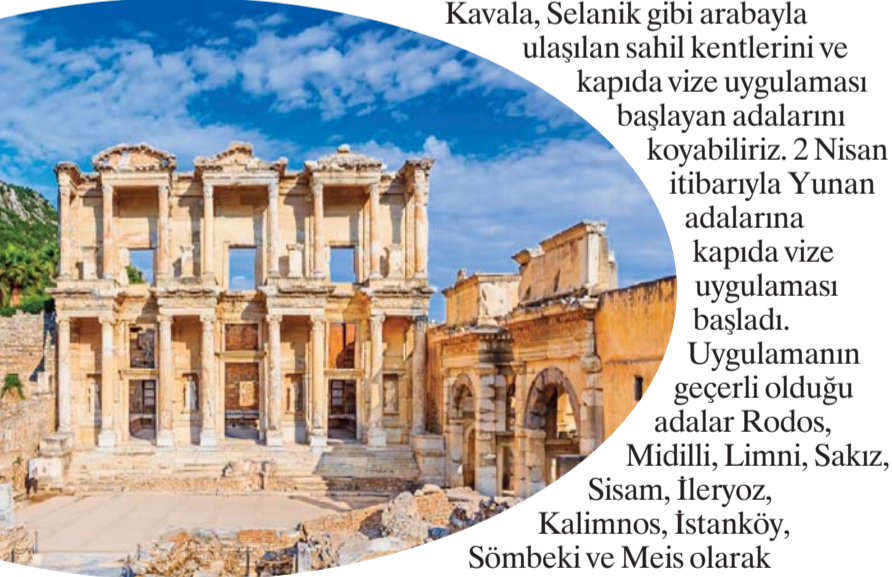 Kavala, Selanik gibi arabayla
ulaşılan sahil kentlerini ve
kapıda vize uygulaması
başlayan adalarını
koyabiliriz. 2 Nisan
itibarıyla Yunan
adalarına
kapıda vize
uygulaması
başladı.
Uygulamanın
geçerli olduğu
adalar Rodos,
Midilli, Limni, Sakız,
Sisam, İleryoz,
Kalimnos, İstanköy,
Sömbeki ve Meis olarak